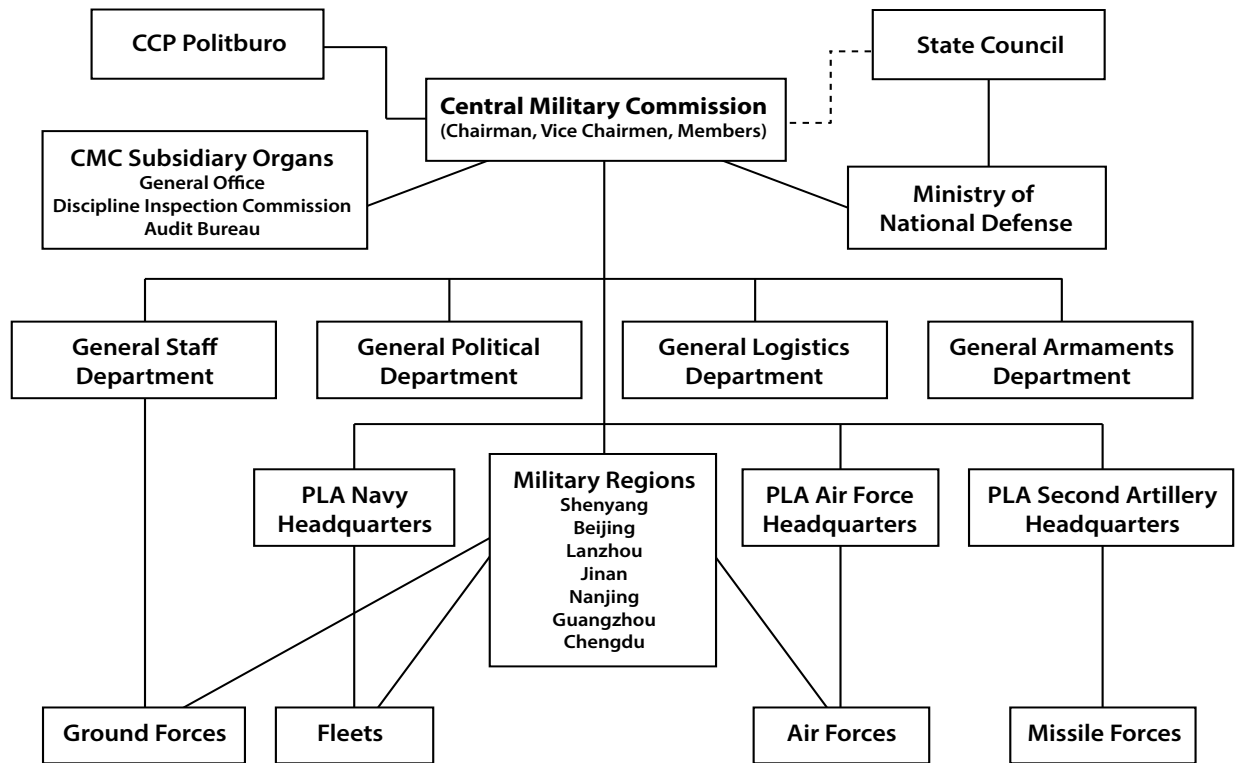 CCP Politburo
State Council
Central Military Commission
(Chairman, Vice Chairmen, Members)
CMC Subsidiary Organs
General Office
Discipline Inspection Commission
Audit Bureau
Ministry of
National Defense
General Staff
Department
General Political
Department
General Logistics
Department
General Armaments
Department
PLA Navy
Headquarters
Military Regions
Shenyang
Beijing
Lanzhou
Jinan
Nanjing
Guangzhou
Chengdu
PLA Air Force
Headquarters
PLA Second Artillery
Headquarters
Ground Forces
Fleets
Air Forces
Missile Forces